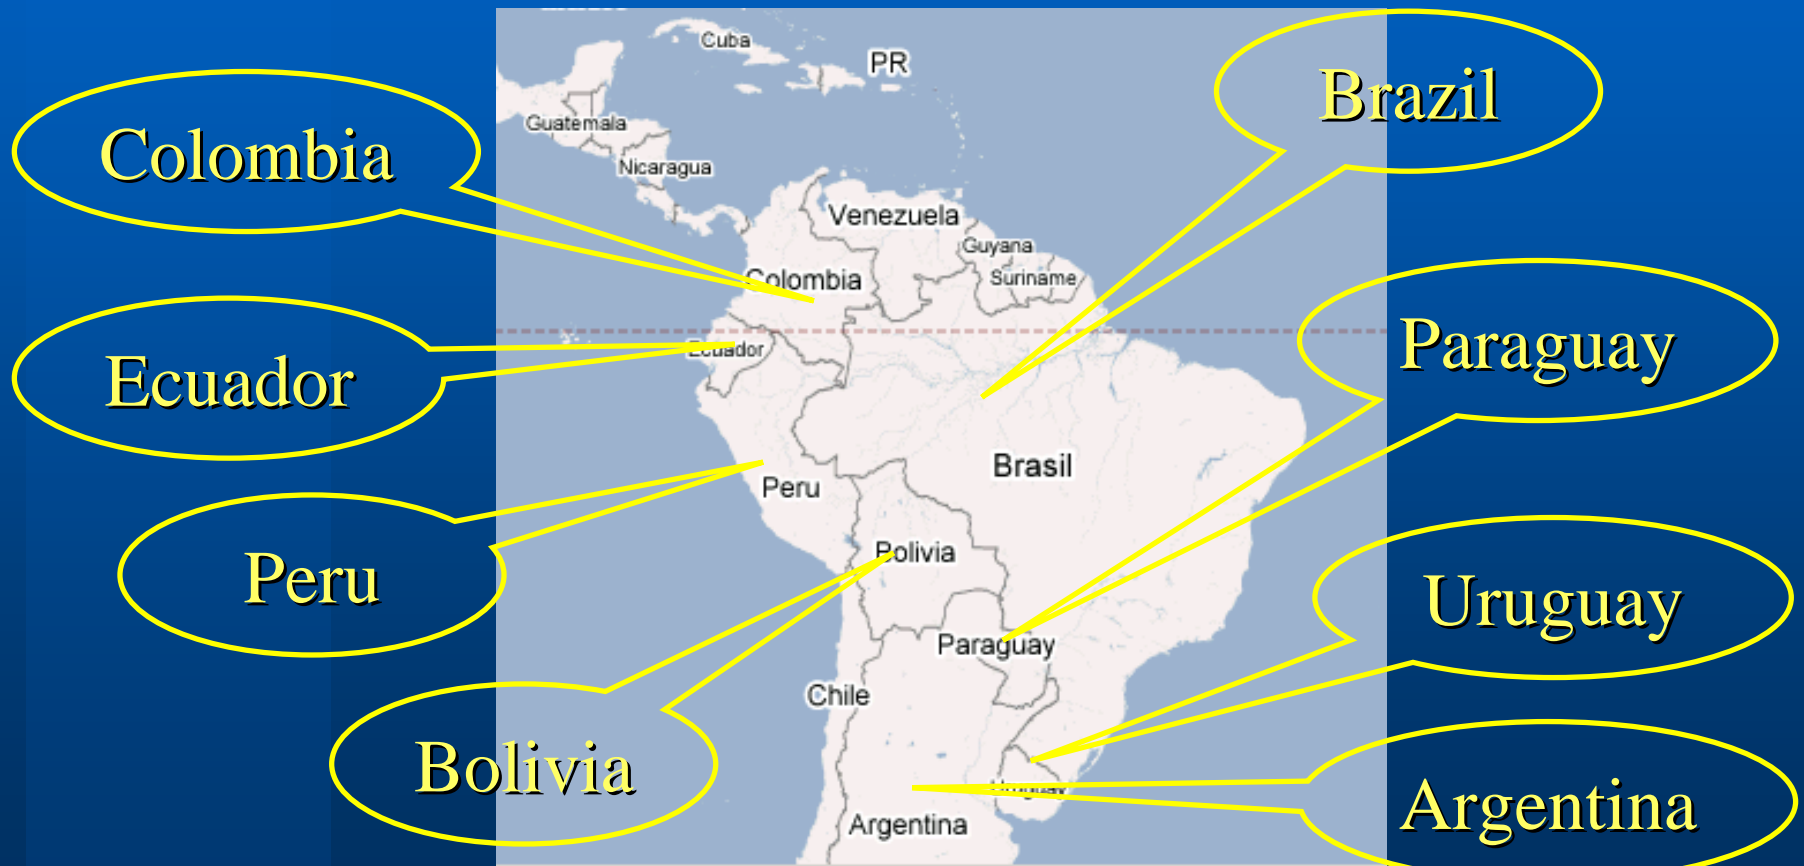 Cuba
PR
Brazil
Guatemala
Colombia
Nicaragua
Venezuela
Guyana
Suriname
Colombia
Paraguay
Ecuador
Ecuador
Brasil
Peru
Peru
Bolivia
Uruguay
Paraguay
Chile
Bolivia
Uruguay
Argentina
Argentina